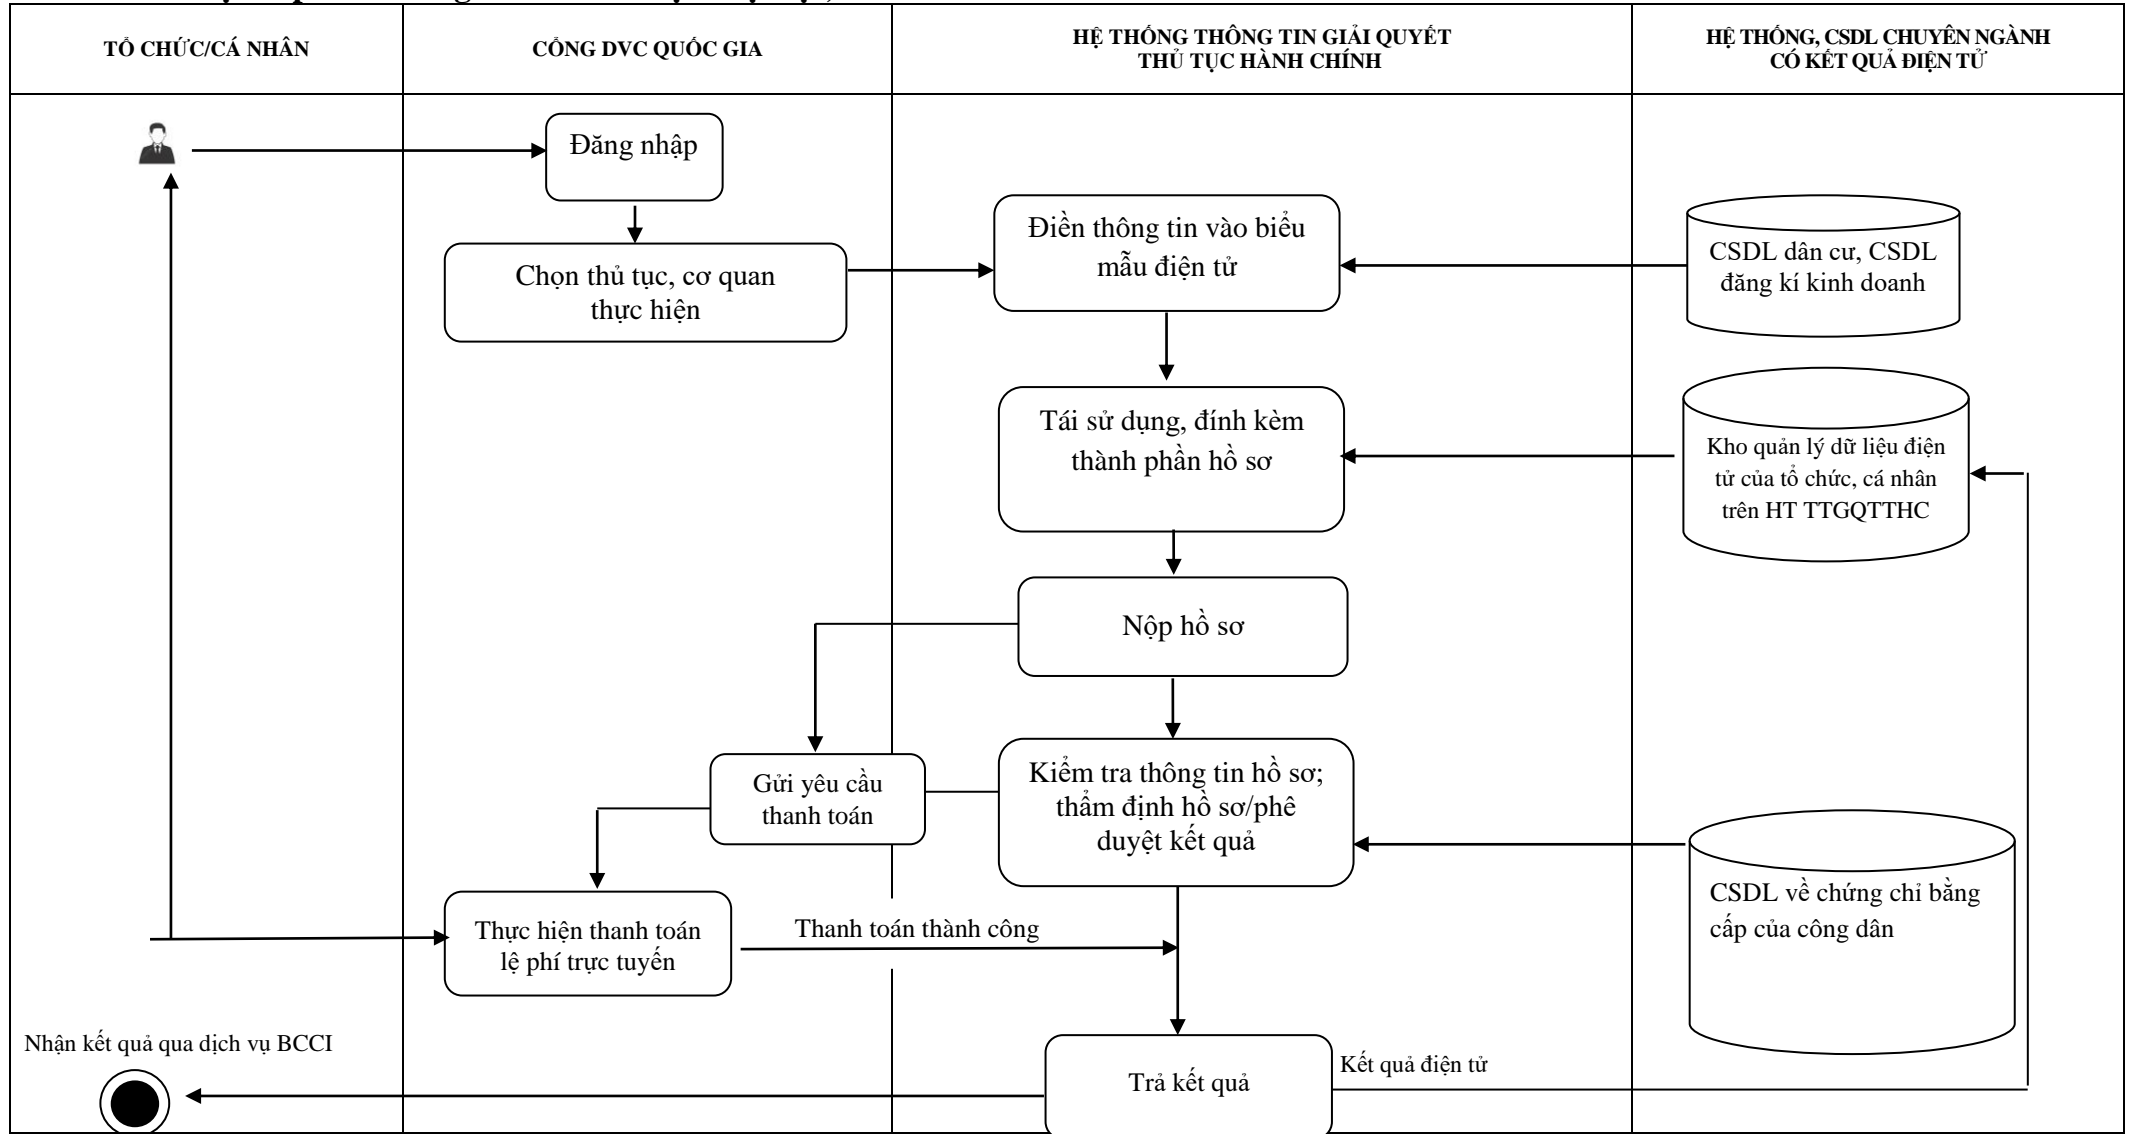 TỔ CHỨC/CÁ NHÂN
CỔNG DVC QUỐC GIA
HỆ THỐNG THÔNG TIN GIẢI QUYẾT
THỦ TỤC HÀNH CHÍNH
HỆ THỐNG, CSDL CHUYÊN NGÀNH
CÓ KẾT QUẢ ĐIỆN TỬ
Đăng nhập
Chọn thủ tục, cơ quan
thực hiện
Điền thông tin vào biểu
mẫu điện tử
CSDL dân cư, CSDL
đăng kí kinh doanh
Tái sử dụng, đính kèm
thành phần hồ sơ
Kho quản lý dữ liệu điện
tử của tổ chức, cá nhân
trên HT TTGQTTHC
Nộp hồ sơ
Gửi yêu cầu
thanh toán
Kiểm tra thông tin hồ sơ;
thẩm định hồ sơ/phê
duyệt kết quả
CSDL về chứng chỉ bằng
cấp của công dân
Thực hiện thanh toán
lệ phí trực tuyến
Thanh toán thành công
Nhận kết quả qua dịch vụ BCCI
Trả kết quả
Kết quả điện tử